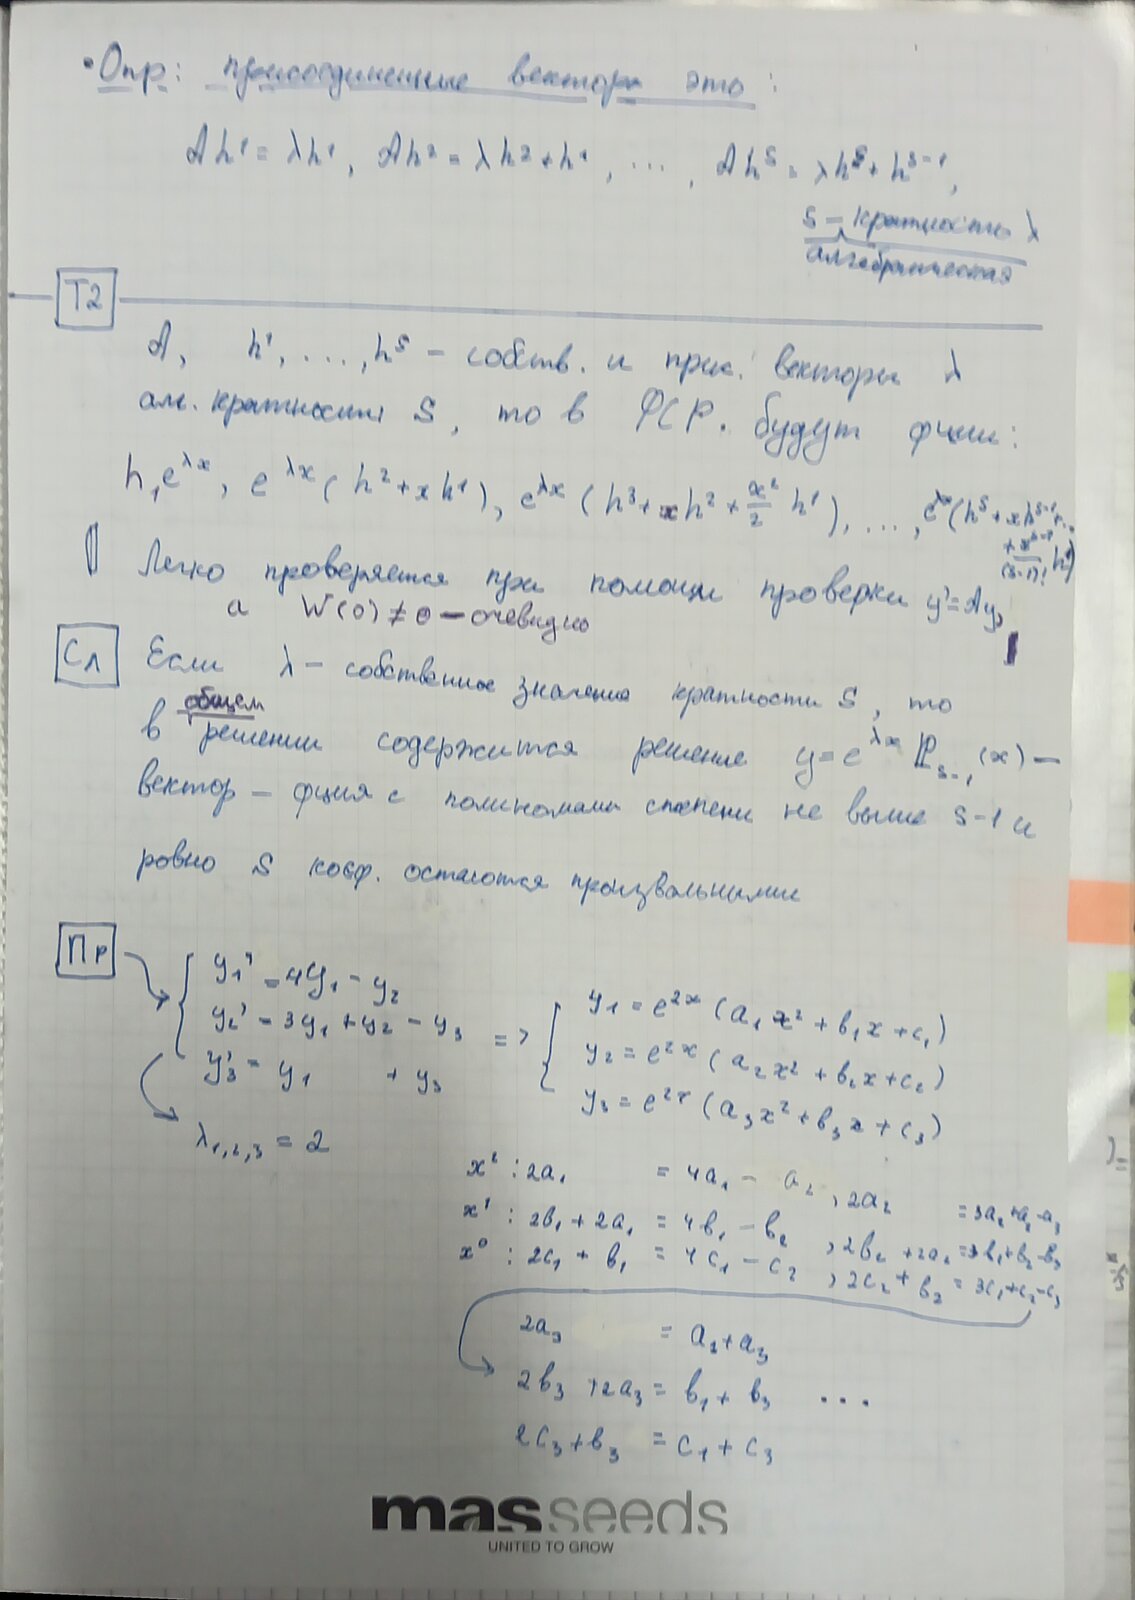 • Опр: присоединенные вектора это:
Ah¹ = λh¹, Ah² = λh² + h¹, ..., Ahˢ = λhˢ + hˢ⁻¹,
s – кратность λ
алгебраическая
Т2
A, h¹, ..., hˢ – собств. и прис. векторы λ
алг. кратности s, то в ФСР. будут фции:
h₁e^λx, e^λx (h² + xh¹), e^λx (h³ + xh² + x²/2 h¹), ..., e^λx (hˢ + xhˢ⁻¹ + ... + xˢ⁻¹/(s-1)! h¹)
Легко проверяется при помощи проверки y' = Ay,
а W(0) ≠ 0 – очевидно
Сл Если λ – собственное значение кратности s, то
в общем решении содержится решение y = e^λx Pₛ₋₁(x) –
вектор – фция с полиномами степени не выше s-1 и
ровно s коэф. остаются произвольными
Пр
y₁' = 4y₁ - y₂
y₂' = 3y₁ + y₂ - y₃
y₃' = y₁ + y₃
=>
y₁ = e²ˣ (a₁x² + b₁x + c₁)
y₂ = e²ˣ (a₂x² + b₂x + c₂)
y₃ = e²ˣ (a₃x² + b₃x + c₃)
λ₁,₂,₃ = 2
x² : 2a₁ = 4a₁ - a₂, 2a₂ = 3a₁ + a₂ - a₃
x¹ : 2b₁ + 2a₁ = 4b₁ - b₂, 2b₂ + 2a₂ = 3b₁ + b₂ - b₃
x⁰ : 2c₁ + b₁ = 4c₁ - c₂, 2c₂ + b₂ = 3c₁ + c₂ - c₃
2a₃ = a₁ + a₃
2b₃ + 2a₃ = b₁ + b₃ ...
2c₃ + b₃ = c₁ + c₃
masseeds
UNITED TO GROW